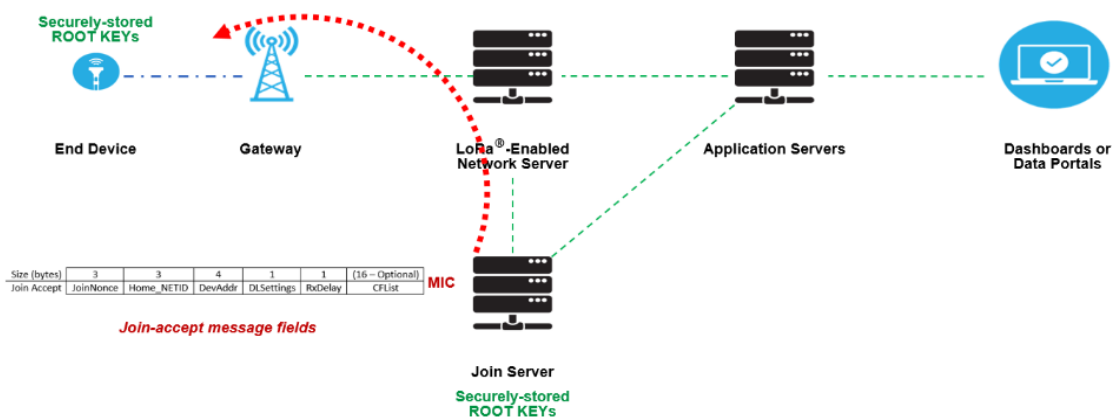 Securely-stored
ROOT KEYs
End Device
Gateway
LoRa®-Enabled
Network Server
Application Servers
Dashboards or
Data Portals
Size (bytes) 3 3 4 1 1 (16 – Optional)
Join Accept JoinNonce Home_NETID DevAddr DLSettings RxDelay CFList
MIC
Join-accept message fields
Join Server
Securely-stored
ROOT KEYs